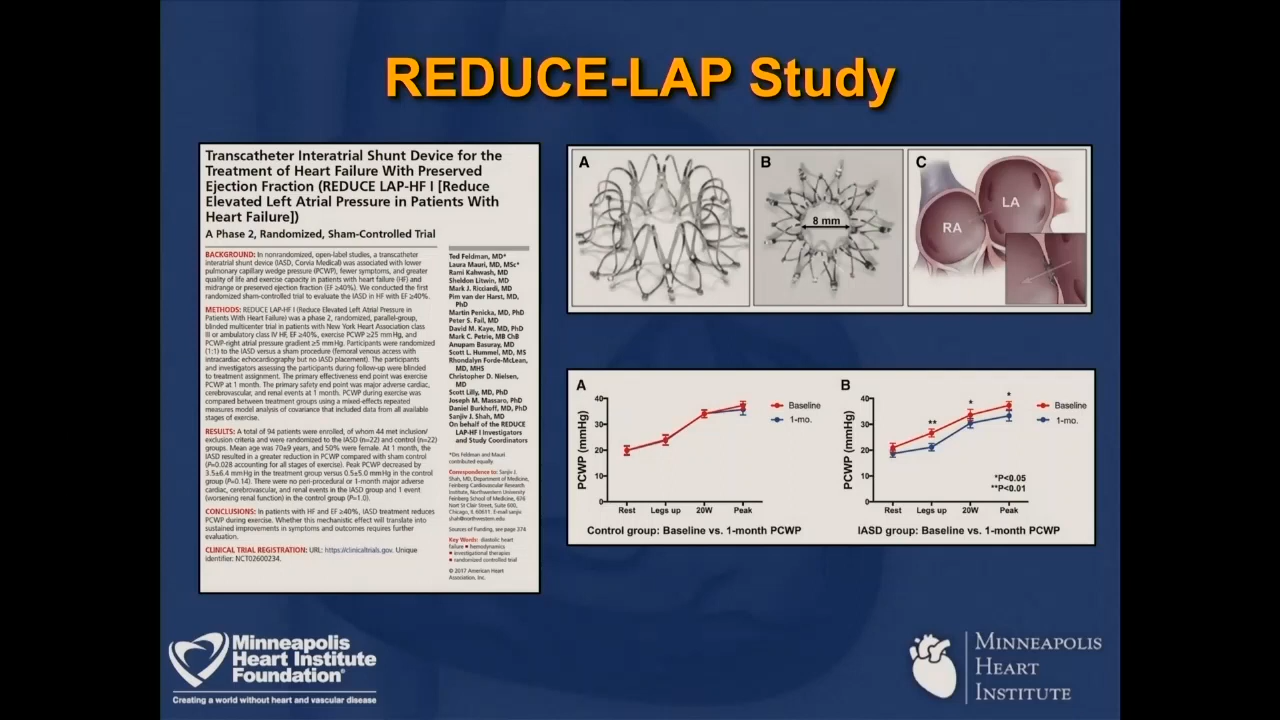 REDUCE-LAP Study
Transcatheter Interatrial Shunt Device for the
Treatment of Heart Failure With Preserved
Ejection Fraction (REDUCE LAP-HF I [Reduce
Elevated Left Atrial Pressure in Patients With
Heart Failure])
A Phase 2, Randomized, Sham-Controlled Trial
BACKGROUND: In nonrandomized, open-label studies, a transcatheter
interatrial shunt device (IASD, Corvia Medical) was associated with lower
pulmonary capillary wedge pressure (PCWP), fewer symptoms, and greater
quality of life and exercise capacity in patients with heart failure (HF) and
midrange or preserved ejection fraction (EF ≥40%). We conducted the first
randomized sham-controlled trial to evaluate the IASD in HF with EF ≥40%.
METHODS: REDUCE LAP-HF I (Reduce Elevated Left Atrial Pressure in
Patients With Heart Failure) was a phase 2, randomized, parallel-group,
blinded multicenter trial in patients with New York Heart Association class
III or ambulatory class IV HF, EF ≥40%, exercise PCWP ≥25 mm Hg, and
PCWP-right atrial pressure gradient ≥5 mm Hg. Participants were randomized
(1:1) to the IASD versus a sham procedure (femoral venous access with
intracardiac echocardiography but no IASD placement). The participants
and investigators assessing the participants during follow-up were blinded
to treatment assignment. The primary effectiveness end point was exercise
PCWP at 1 month. The primary safety end point was major adverse cardiac,
cerebrovascular, and renal events at 1 month. PCWP during exercise was
compared between treatment groups using a mixed-effects repeated
measures model analysis of covariance that included data from all available
stages of exercise.
RESULTS: A total of 94 patients were enrolled, of whom 44 met inclusion/
exclusion criteria and were randomized to the IASD (n=22) and control (n=22)
groups. Mean age was 70±9 years, and 50% were female. At 1 month, the
IASD resulted in a greater reduction in PCWP compared with sham control
(P=0.028 accounting for all stages of exercise). Peak PCWP decreased by
3.5±6.4 mm Hg in the treatment group versus 0.5±5.0 mm Hg in the control
group (P=0.14). There were no peri-procedural or 1-month major adverse
cardiac, cerebrovascular, and renal events in the IASD group and 1 event
(worsening renal function) in the control group (P=1.0).
CONCLUSIONS: In patients with HF and EF ≥40%, IASD treatment reduces
PCWP during exercise. Whether this mechanistic effect will translate into
sustained improvements in symptoms and outcomes requires further
evaluation.
CLINICAL TRIAL REGISTRATION: URL: https://clinicaltrials.gov. Unique
identifier: NCT02600234.
Ted Feldman, MD*
Laura Mauri, MD, MSc*
Rami Kahwash, MD
Sheldon Litwin, MD
Mark J. Ricciardi, MD
Pim van der Harst, MD,
PhD
Martin Penicka, MD, PhD
Peter S. Fail, MD
David M. Kaye, MD, PhD
Mark C. Petrie, MB ChB
Anupam Basuray, MD
Scott L. Hummel, MD, MS
Rhondalyn Forde-McLean,
MD, MHS
Christopher D. Nielsen,
MD
Scott Lilly, MD, PhD
Joseph M. Massaro, PhD
Daniel Burkhoff, MD, PhD
Sanjiv J. Shah, MD
On behalf of the REDUCE
LAP-HF I Investigators
and Study Coordinators
*Drs Feldman and Mauri
contributed equally.
Correspondence to: Sanjiv J.
Shah, MD, Department of Medicine,
Feinberg Cardiovascular Research
Institute, Northwestern University
Feinberg School of Medicine, 676
Nort St Clair Street, Suite 600,
Chicago, IL 60631. E-mail sanjiv.
shah@northwestern.edu
Sources of Funding, see page 374
Key Words: diastolic heart
failure ■ hemodynamics
■ investigational therapies
■ randomized controlled trial
© 2017 American Heart
Association, Inc.
A
B
8 mm
C
RA
LA
A
PCWP (mmHg)
40
30
20
10
0
Rest Legs up 20W Peak
Baseline
1-mo.
Control group: Baseline vs. 1-month PCWP
B
PCWP (mmHg)
40
30
20
10
0
**
*
*
Rest Legs up 20W Peak
Baseline
1-mo.
*P<0.05
**P<0.01
IASD group: Baseline vs. 1-month PCWP
Minneapolis
Heart Institute
Foundation®
Creating a world without heart and vascular disease
MINNEAPOLIS
HEART
INSTITUTE